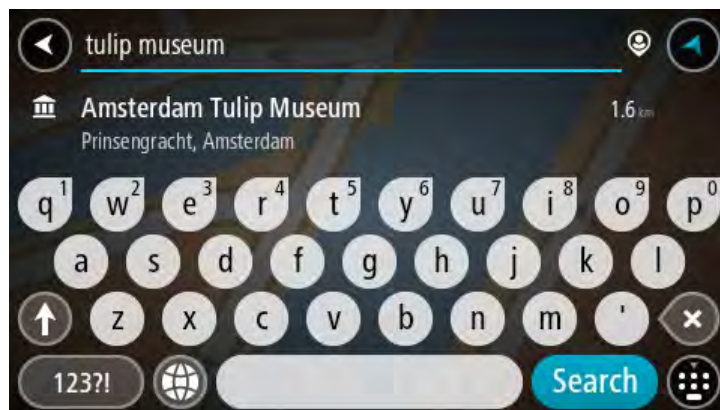 tulip museum
Amsterdam Tulip Museum 1.6 km
Prinsengracht, Amsterdam
q 1 w 2 e 3 r 4 t 5 y 6 u 7 i 8 o 9 p 0
a s d f g h j k l
z x c v b n m '
123?! Search